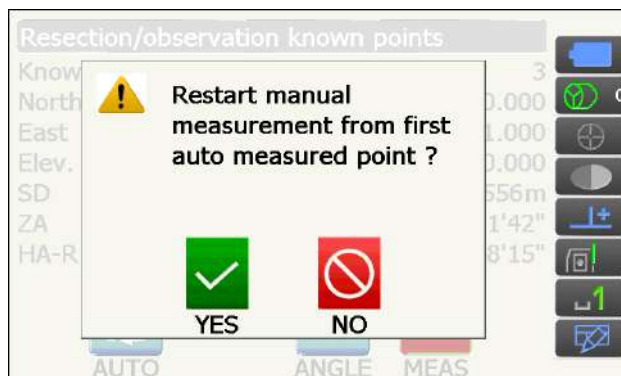 Resection/observation known points
Know
3
North
0.000
East
1.000
Elev.
0.000
SD
556m
ZA
1'42"
HA-R
8'15"
Restart manual
measurement from first
auto measured point ?
YES
NO
AUTO
ANGLE
MEAS
1